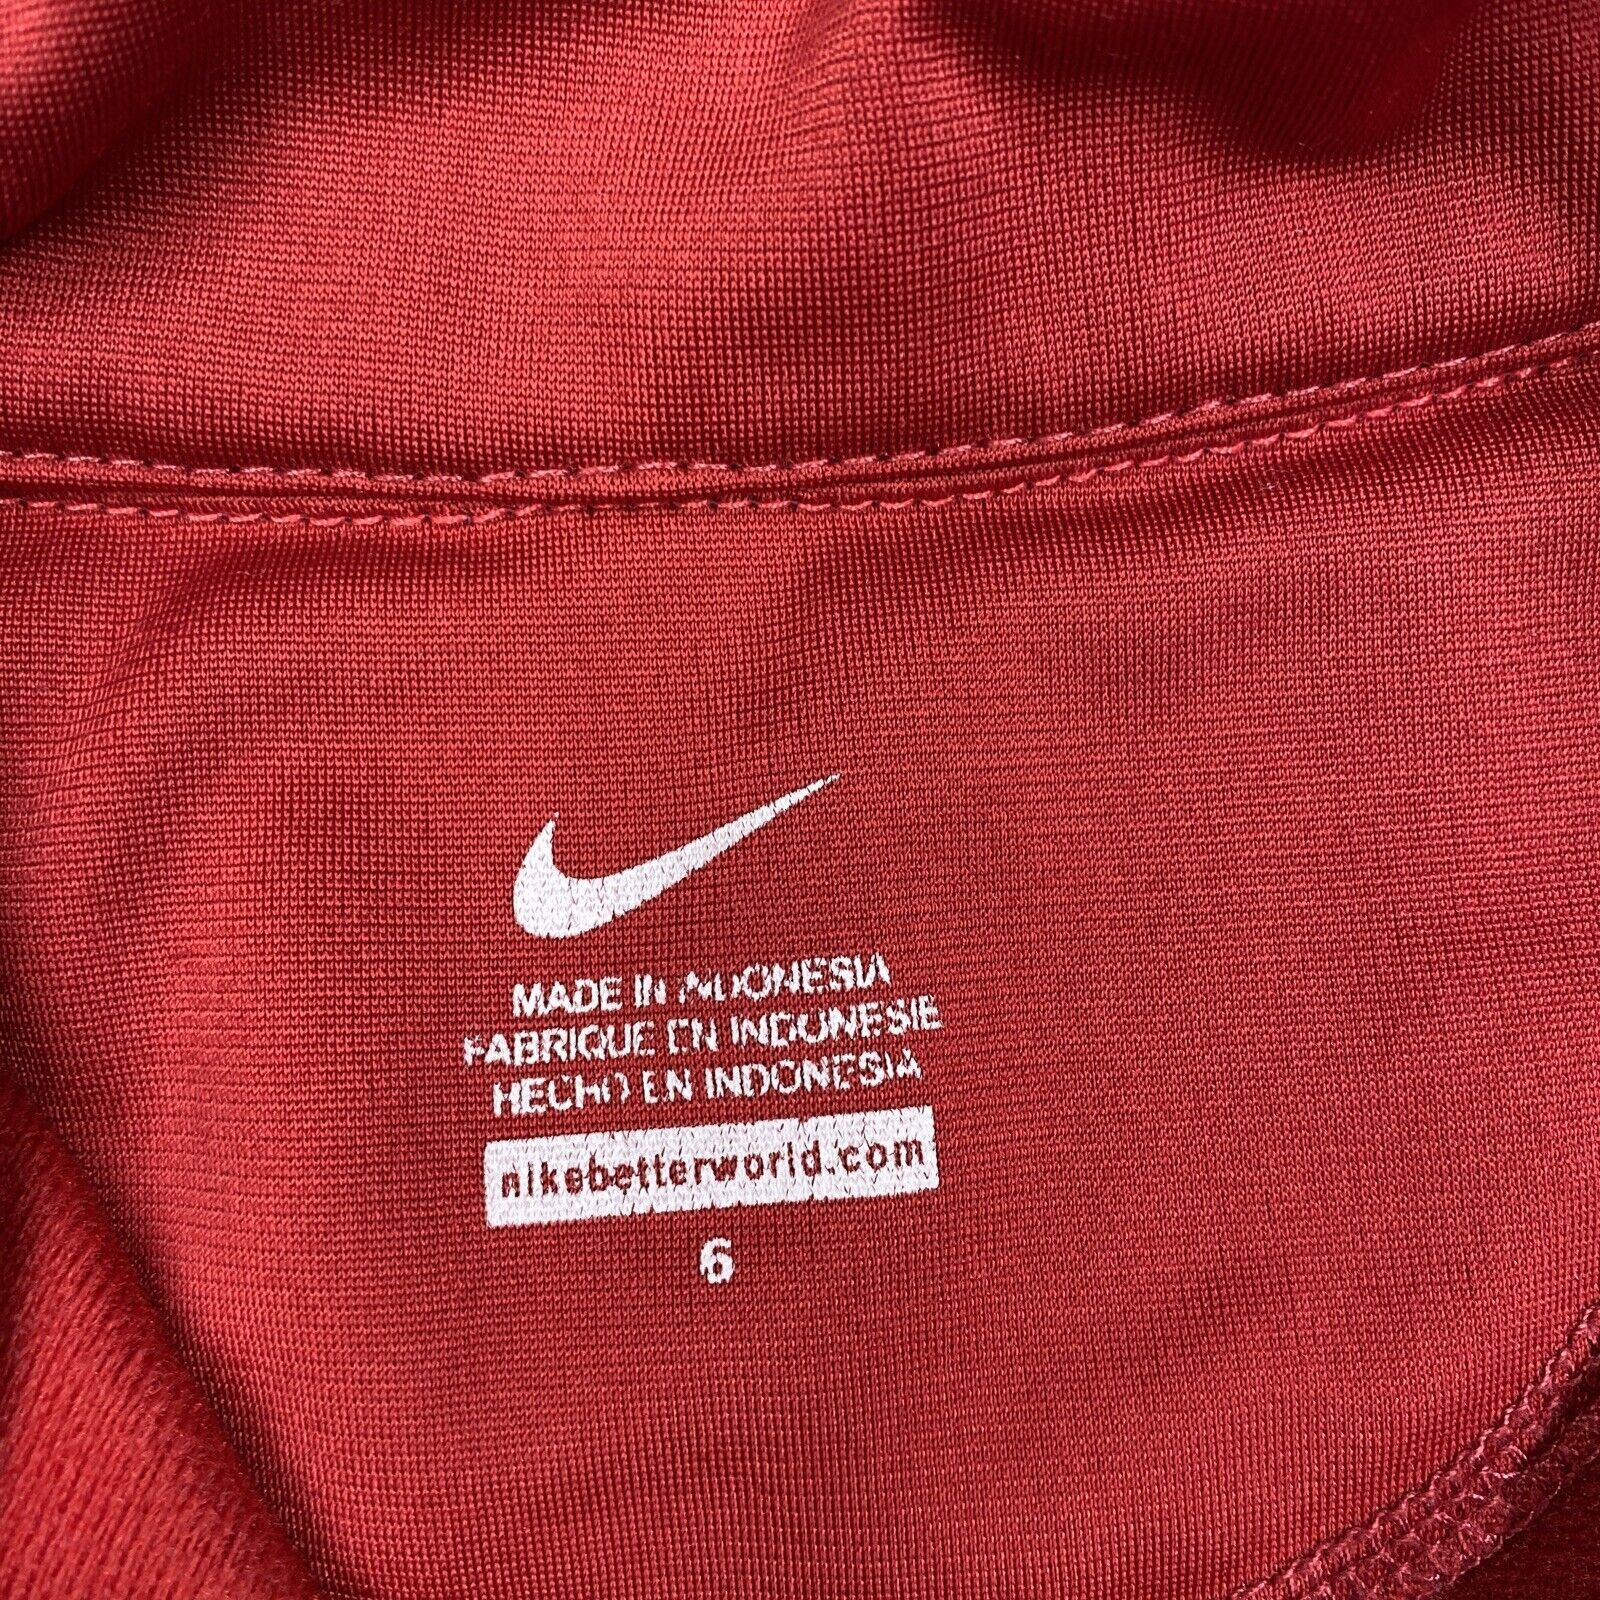 MADE IN INDONESIA
FABRIQUE EN INDONESIE
HECHO EN INDONESIA
nikebetterworld.com
6